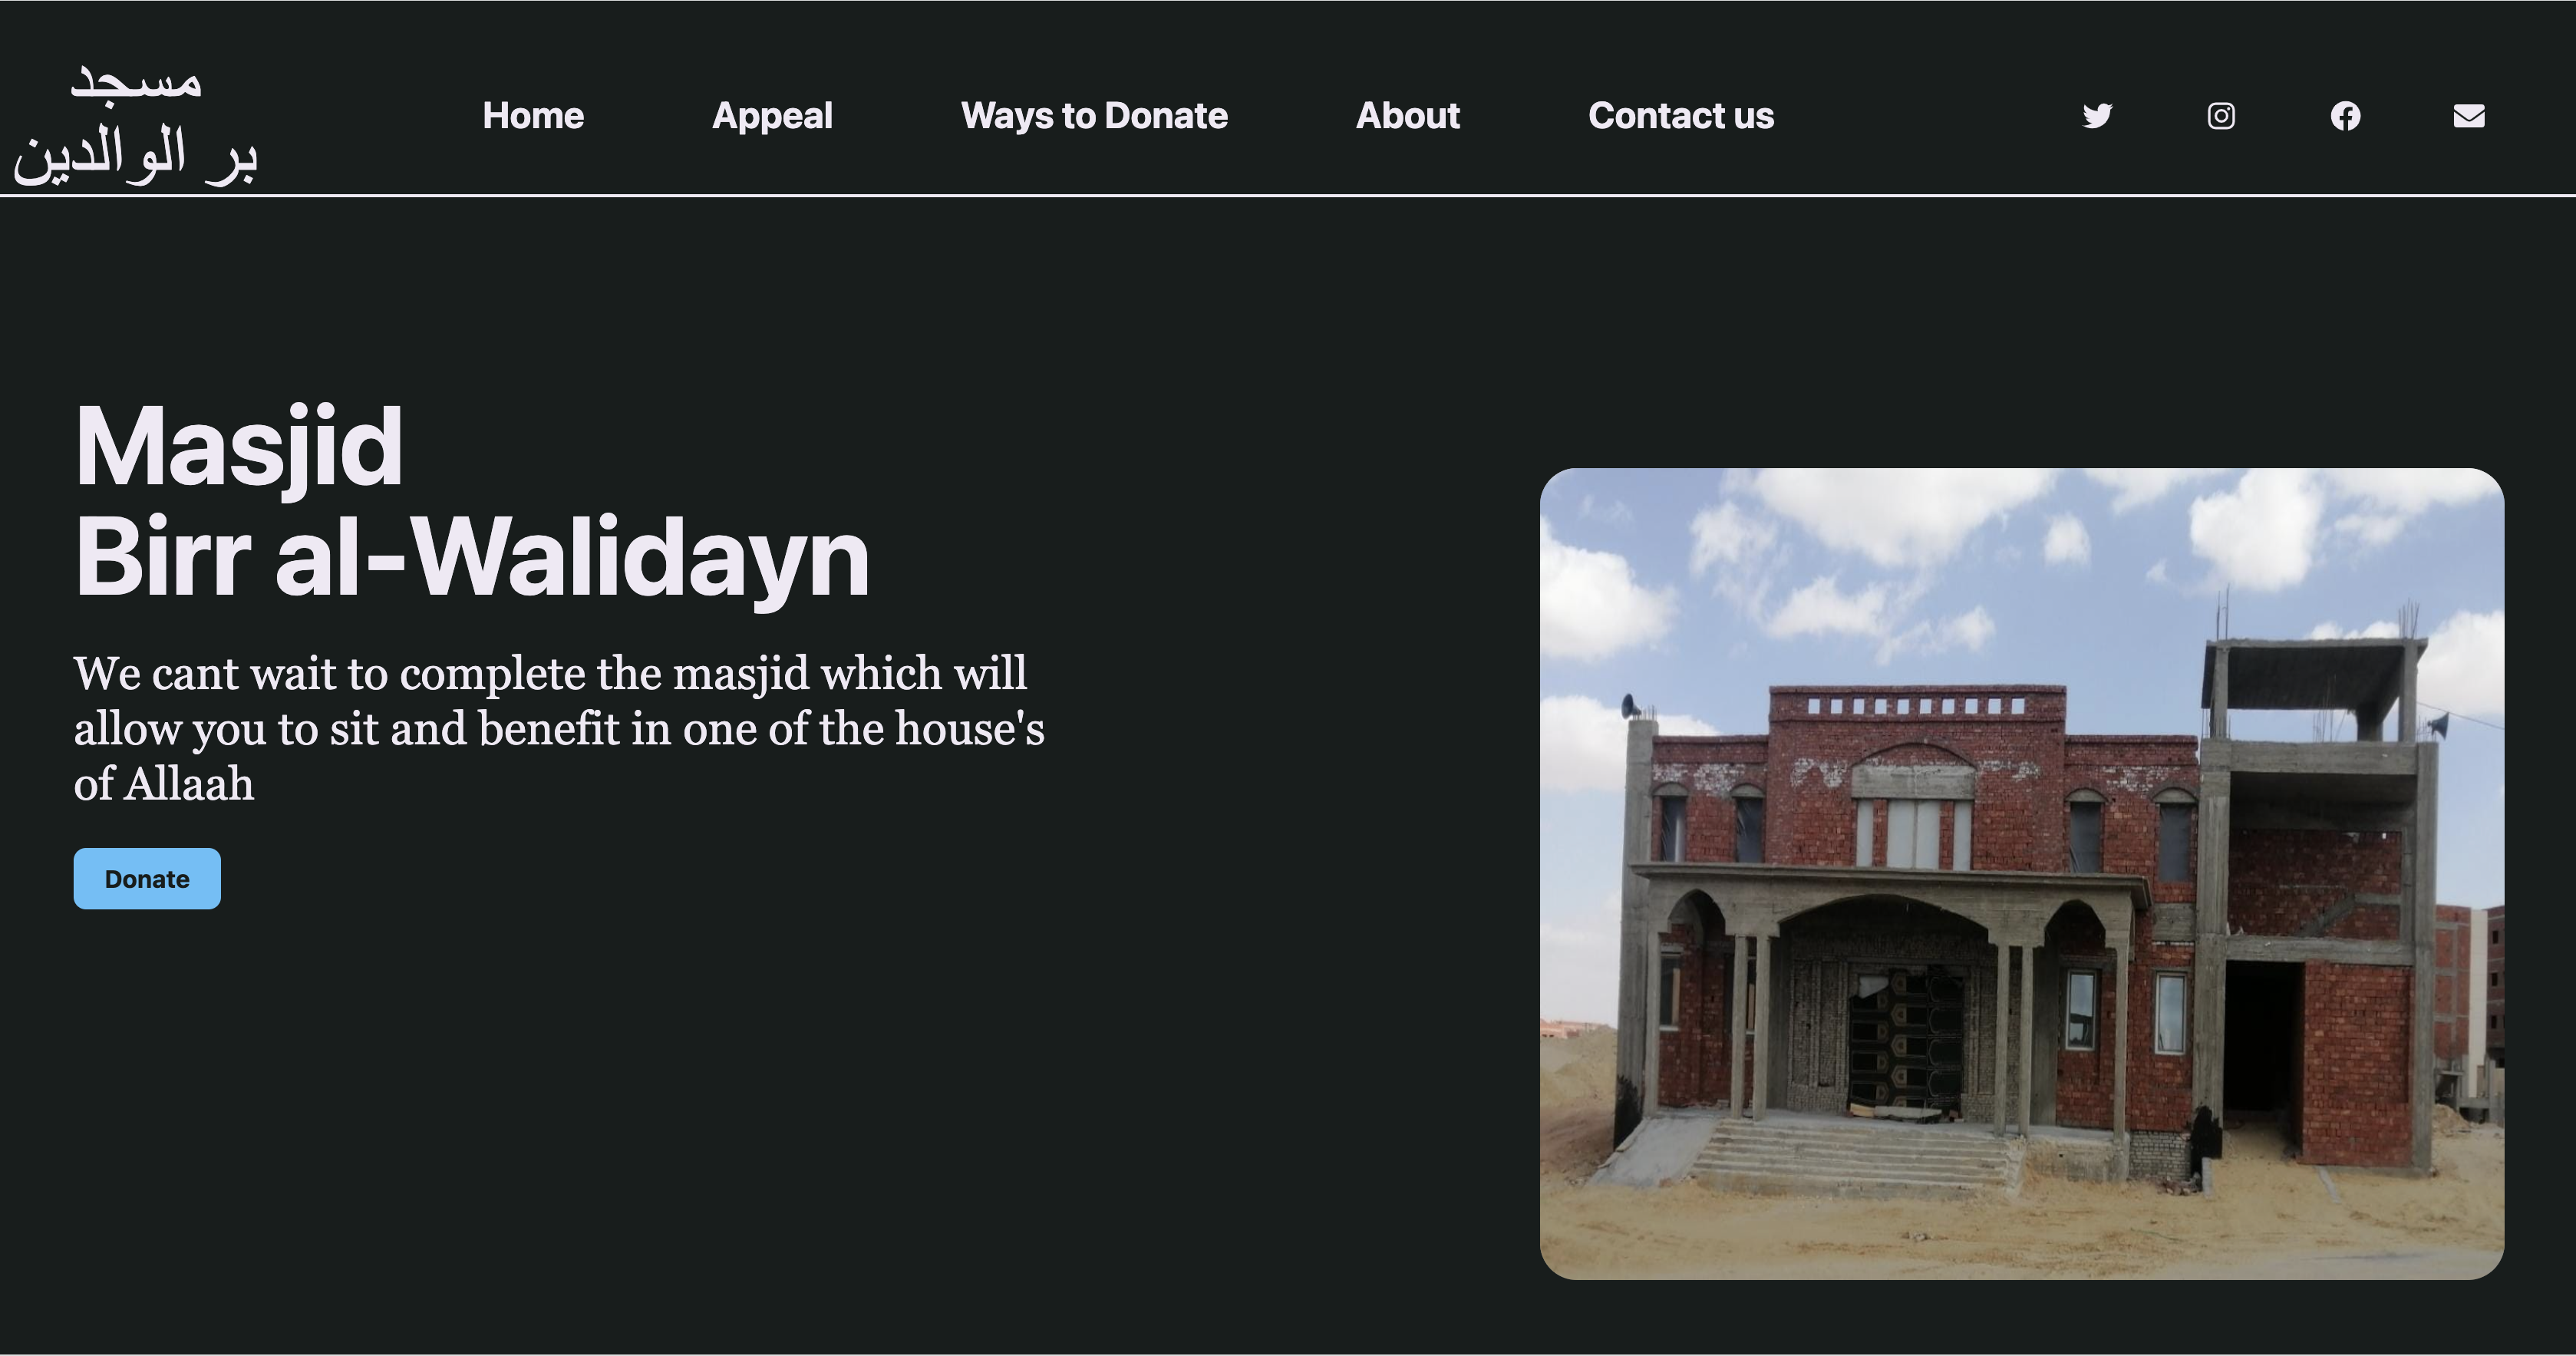 مسجد
بر الوالدين
Home Appeal Ways to Donate About Contact us
Masjid
Birr al-Walidayn
We cant wait to complete the masjid which will
allow you to sit and benefit in one of the house's
of Allaah
Donate